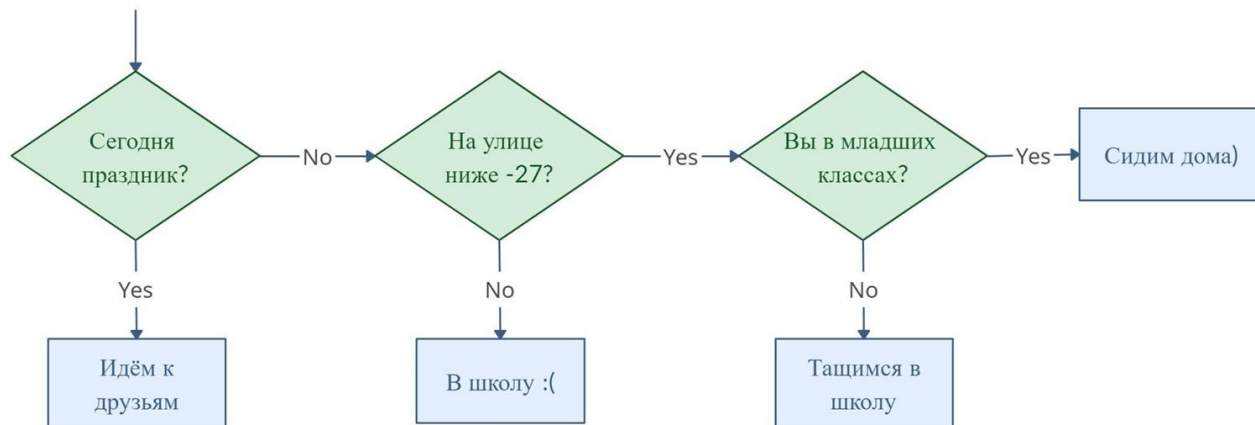 Сегодня
праздник?
No
На улице
ниже -27?
Yes
Вы в младших
классах?
Yes
Сидим дома)
Yes
No
No
Идём к
друзьям
В школу :(
Тащимся в
школу